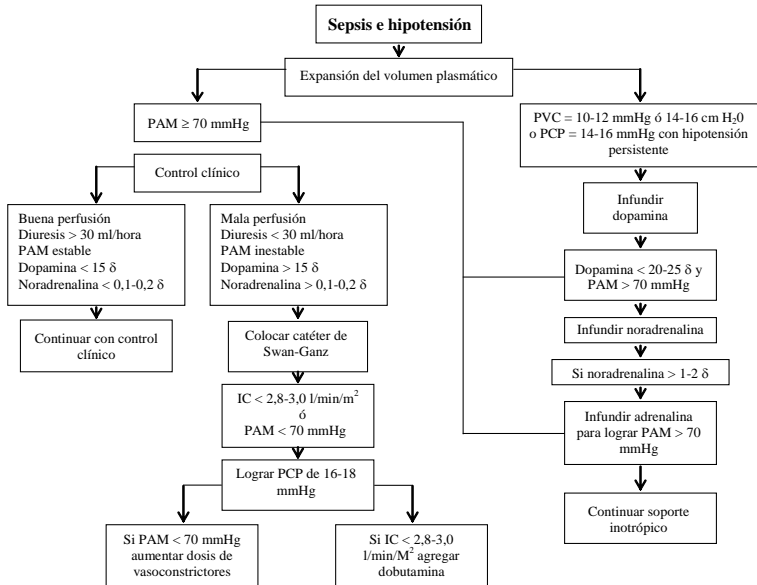 Sepsis e hipotensión
Expansión del volumen plasmático
PAM ≥ 70 mmHg
PVC = 10-12 mmHg ó 14-16 cm H₂0
o PCP = 14-16 mmHg con hipotensión
persistente
Control clínico
Infundir
dopamina
Buena perfusión
Diuresis > 30 ml/hora
PAM estable
Dopamina < 15 δ
Noradrenalina < 0,1-0,2 δ
Mala perfusión
Diuresis < 30 ml/hora
PAM inestable
Dopamina > 15 δ
Noradrenalina > 0,1-0,2 δ
Dopamina < 20-25 δ y
PAM > 70 mmHg
Continuar con control
clínico
Colocar catéter de
Swan-Ganz
Infundir noradrenalina
Si noradrenalina > 1-2 δ
IC < 2,8-3,0 l/min/m²
ó
PAM < 70 mmHg
Infundir adrenalina
para lograr PAM > 70
mmHg
Lograr PCP de 16-18
mmHg
Continuar soporte
inotrópico
Si PAM < 70 mmHg
aumentar dosis de
vasoconstrictores
Si IC < 2,8-3,0
l/min/M² agregar
dobutamina